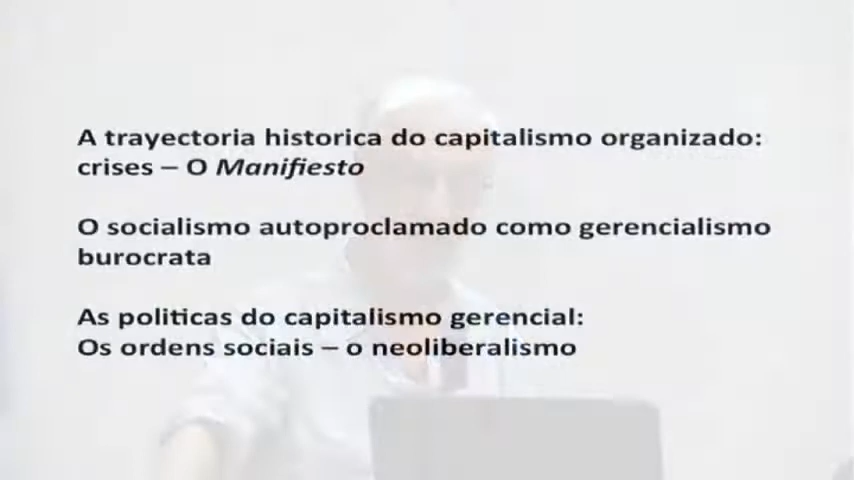 A trayectoria historica do capitalismo organizado:
crises – O Manifiesto
O socialismo autoproclamado como gerencialismo
burocrata
As politicas do capitalismo gerencial:
Os ordens sociais – o neoliberalismo